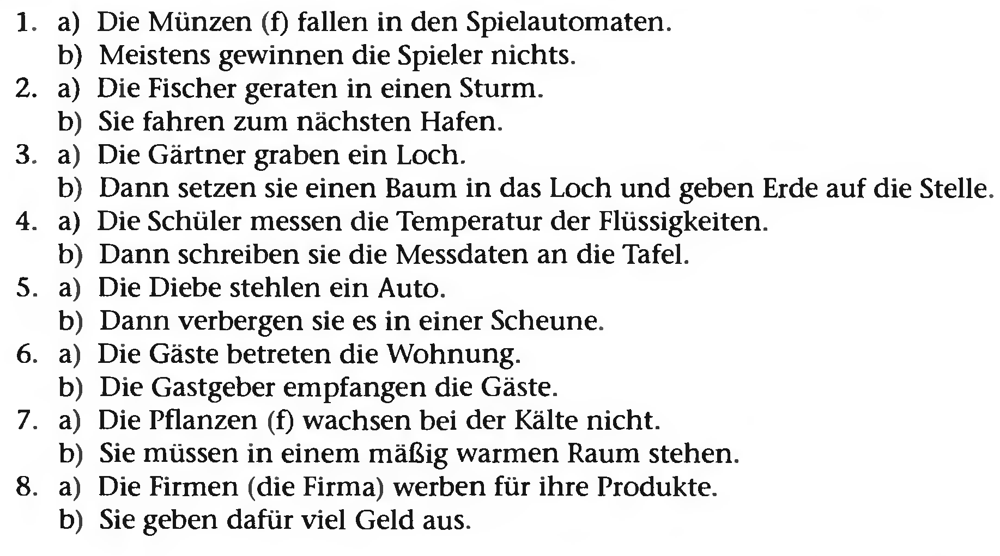 1. a) Die Münzen (f) fallen in den Spielautomaten.
b) Meistens gewinnen die Spieler nichts.
2. a) Die Fischer geraten in einen Sturm.
b) Sie fahren zum nächsten Hafen.
3. a) Die Gärtner graben ein Loch.
b) Dann setzen sie einen Baum in das Loch und geben Erde auf die Stelle.
4. a) Die Schüler messen die Temperatur der Flüssigkeiten.
b) Dann schreiben sie die Messdaten an die Tafel.
5. a) Die Diebe stehlen ein Auto.
b) Dann verbergen sie es in einer Scheune.
6. a) Die Gäste betreten die Wohnung.
b) Die Gastgeber empfangen die Gäste.
7. a) Die Pflanzen (f) wachsen bei der Kälte nicht.
b) Sie müssen in einem mäßig warmen Raum stehen.
8. a) Die Firmen (die Firma) werben für ihre Produkte.
b) Sie geben dafür viel Geld aus.